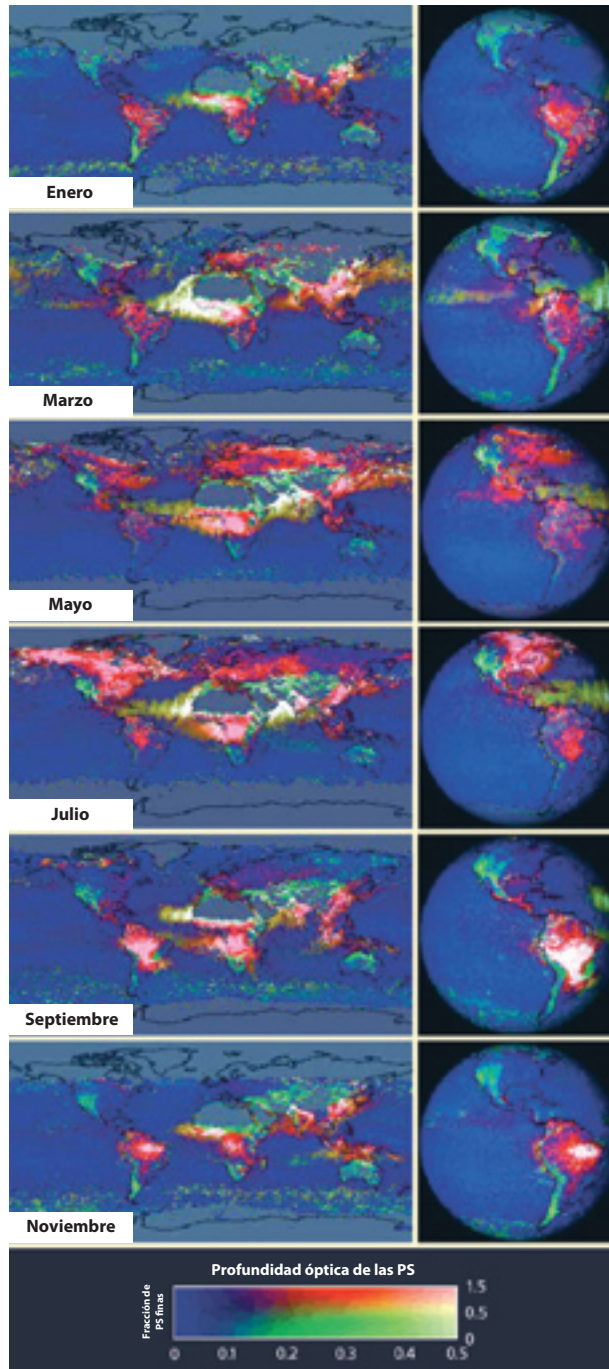 Enero
Marzo
Mayo
Julio
Septiembre
Noviembre
Profundidad óptica de las PS
Fracción de
PS finas
1.5
0.5
0
0
0.1
0.2
0.3
0.4
0.5